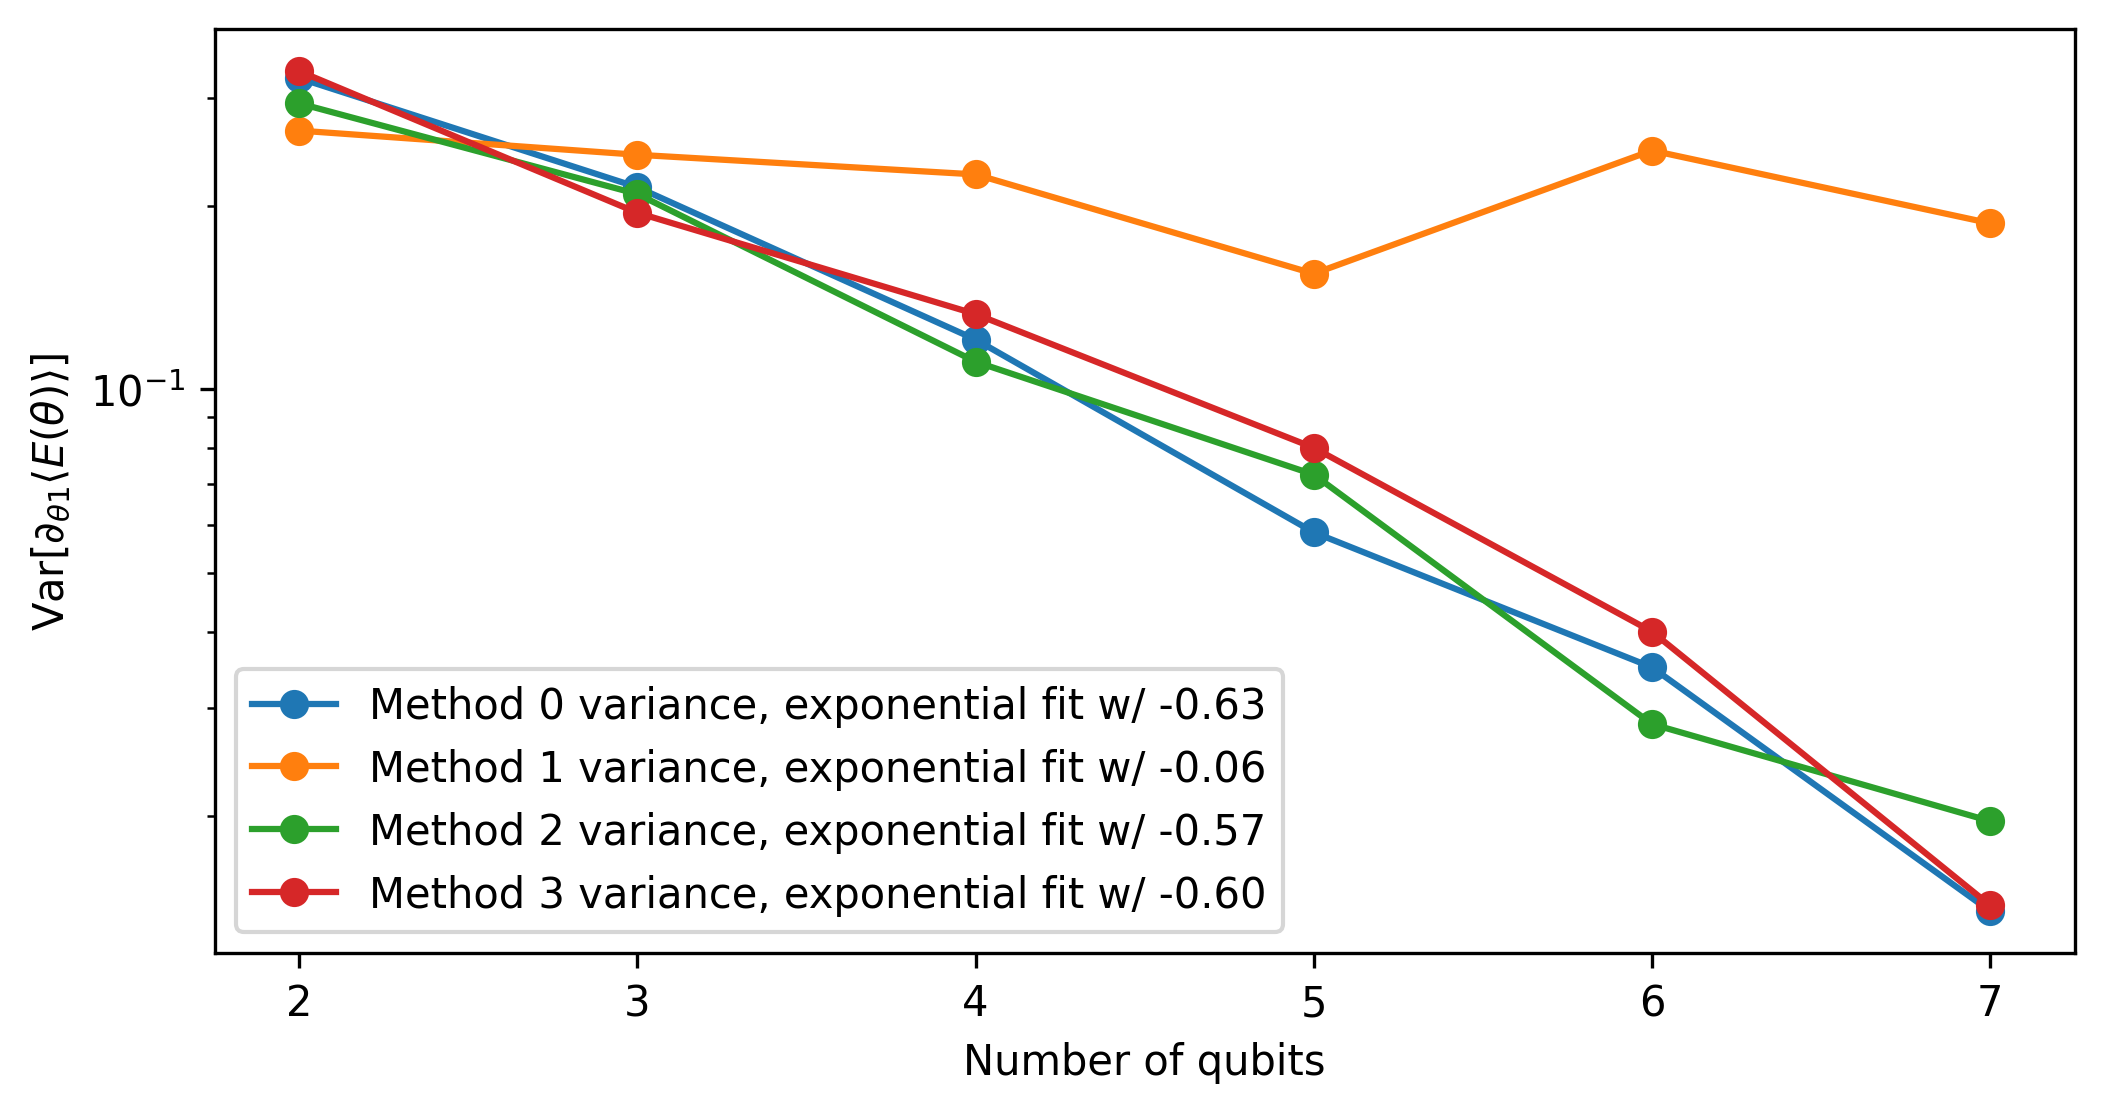 Var[∂θ1⟨E(θ)⟩]
10⁻¹
Method 0 variance, exponential fit w/ -0.63
Method 1 variance, exponential fit w/ -0.06
Method 2 variance, exponential fit w/ -0.57
Method 3 variance, exponential fit w/ -0.60
2 3 4 5 6 7
Number of qubits